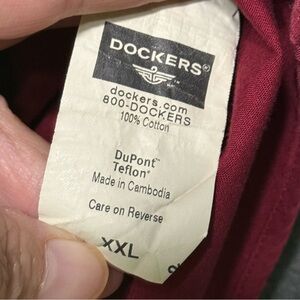 DOCKERS®
dockers.com
800-DOCKERS
100% Cotton
DuPont™
Teflon®
Made in Cambodia
Care on Reverse
XXL